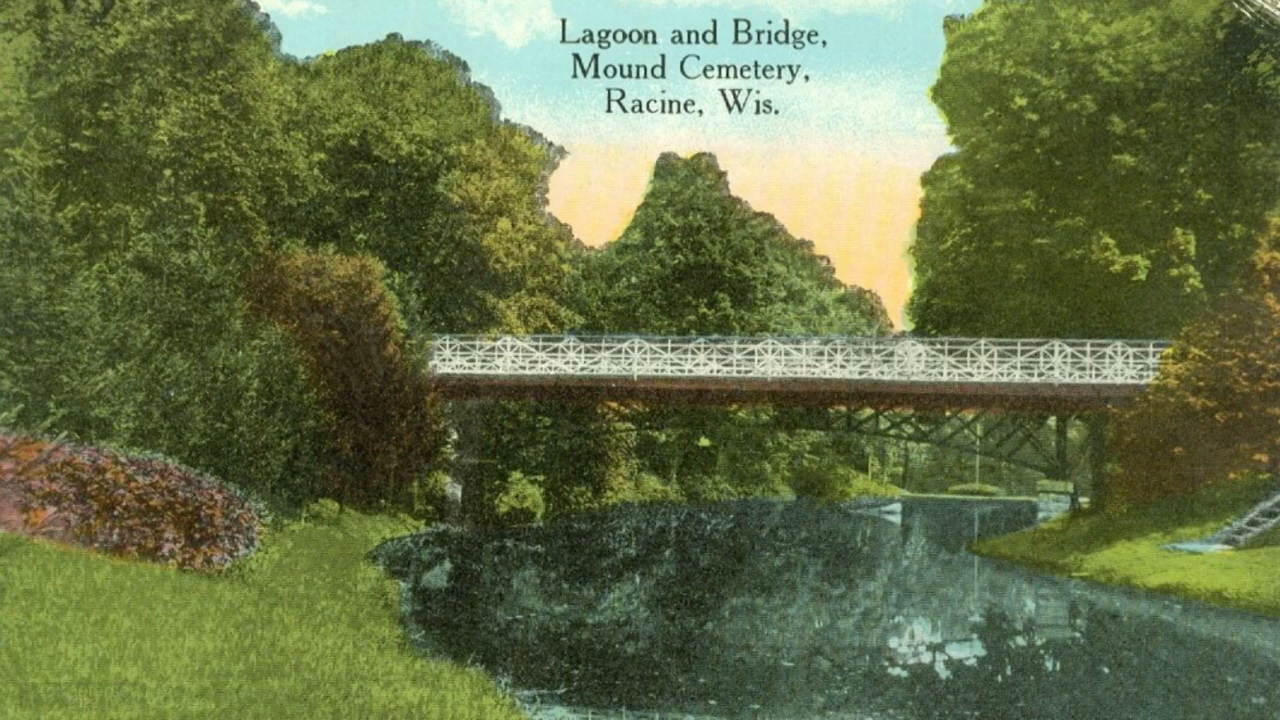 Lagoon and Bridge,
Mound Cemetery,
Racine, Wis.